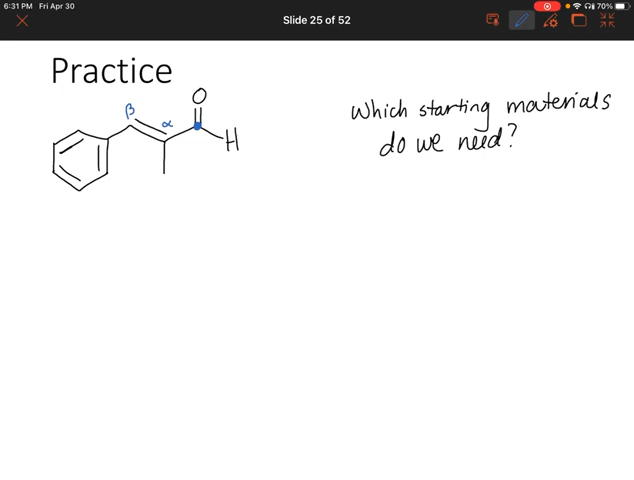 6:31 PM Fri Apr 30
70%
Slide 25 of 52
Practice
O
β
α
H
Which starting materials
do we need?